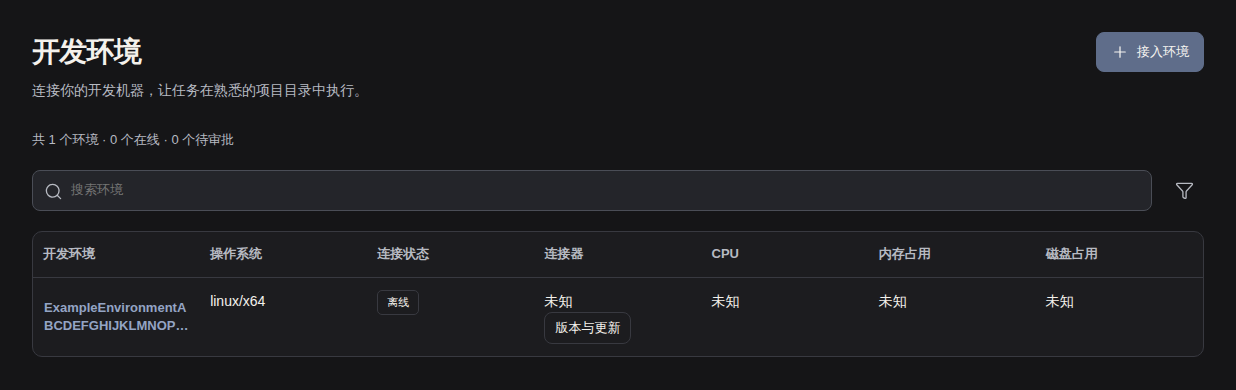 开发环境
接入环境
连接你的开发机器，让任务在熟悉的项目目录中执行。
共 1 个环境 · 0 个在线 · 0 个待审批
搜索环境
开发环境 操作系统 连接状态 连接器 CPU 内存占用 磁盘占用
ExampleEnvironmentA
BCDEFGHIJKLMNOP…
linux/x64
离线
未知
版本与更新
未知
未知
未知